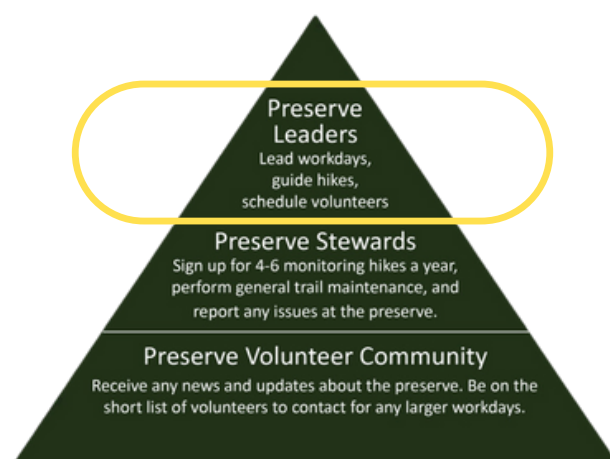 Preserve
Leaders
Lead workdays,
guide hikes,
schedule volunteers
Preserve Stewards
Sign up for 4-6 monitoring hikes a year,
perform general trail maintenance, and
report any issues at the preserve.
Preserve Volunteer Community
Receive any news and updates about the preserve. Be on the
short list of volunteers to contact for any larger workdays.